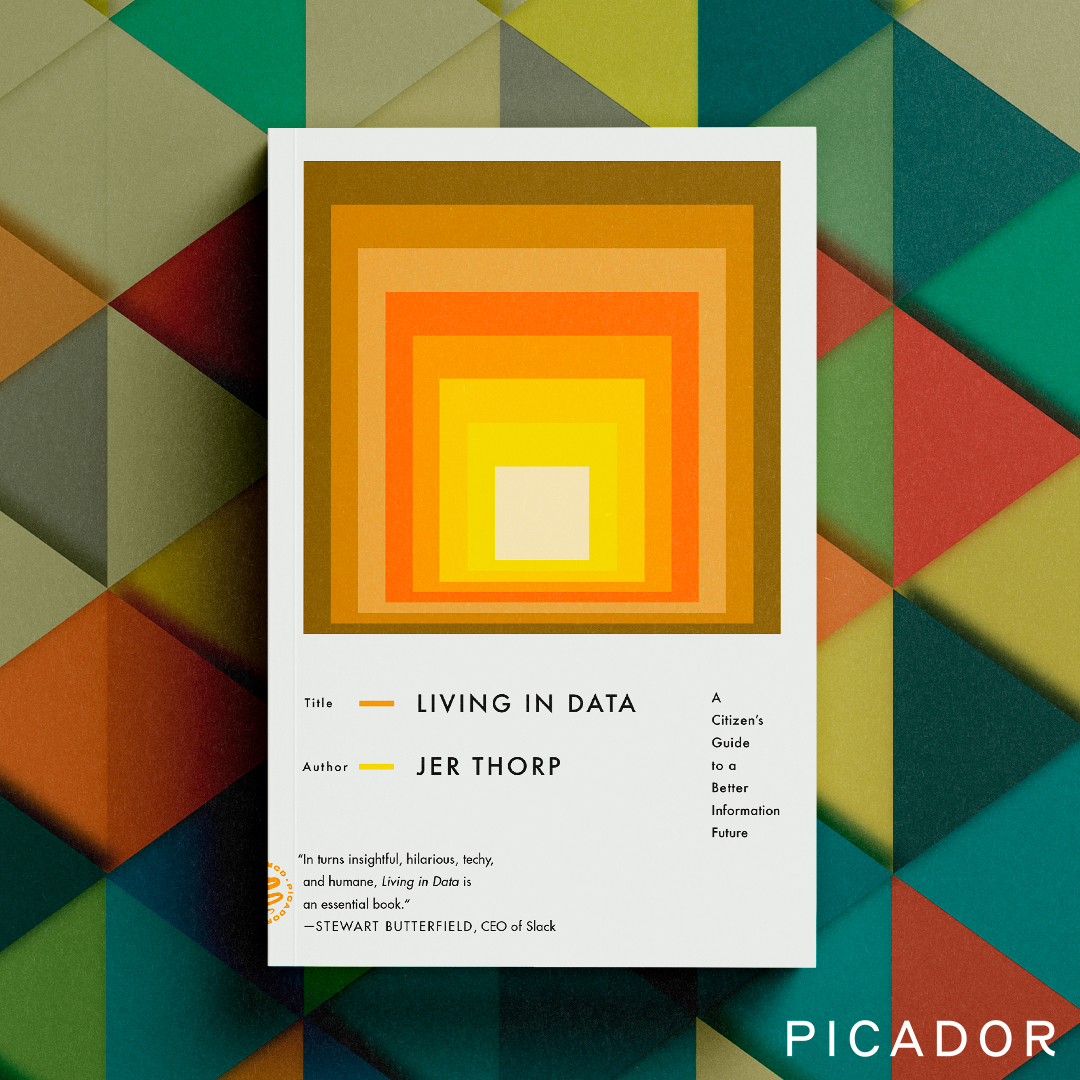 Title LIVING IN DATA
Author JER THORP
A
Citizen's
Guide
to a
Better
Information
Future
“In turns insightful, hilarious, techy,
and humane, Living in Data is
an essential book.“
—STEWART BUTTERFIELD, CEO of Slack
PICADOR
PICADOR